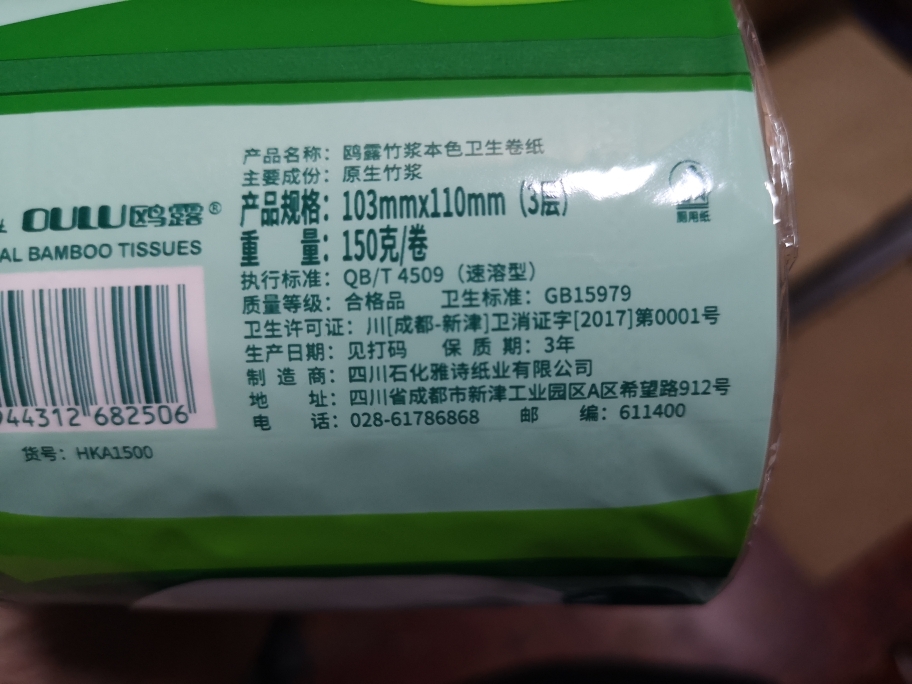 OULU鸥露®
AL BAMBOO TISSUES
44312 682506
货号：HKA1500
产品名称：鸥露竹浆本色卫生卷纸
主要成份：原生竹浆
产品规格：103mmx110mm（3层）
重 量：150克/卷
执行标准：QB/T 4509（速溶型）
质量等级：合格品 卫生标准：GB15979
卫生许可证：川[成都-新津]卫消证字[2017]第0001号
生产日期：见打码 保 质 期：3年
制 造 商：四川石化雅诗纸业有限公司
地 址：四川省成都市新津工业园区A区希望路912号
电 话：028-61786868 邮 编：611400
厕用纸